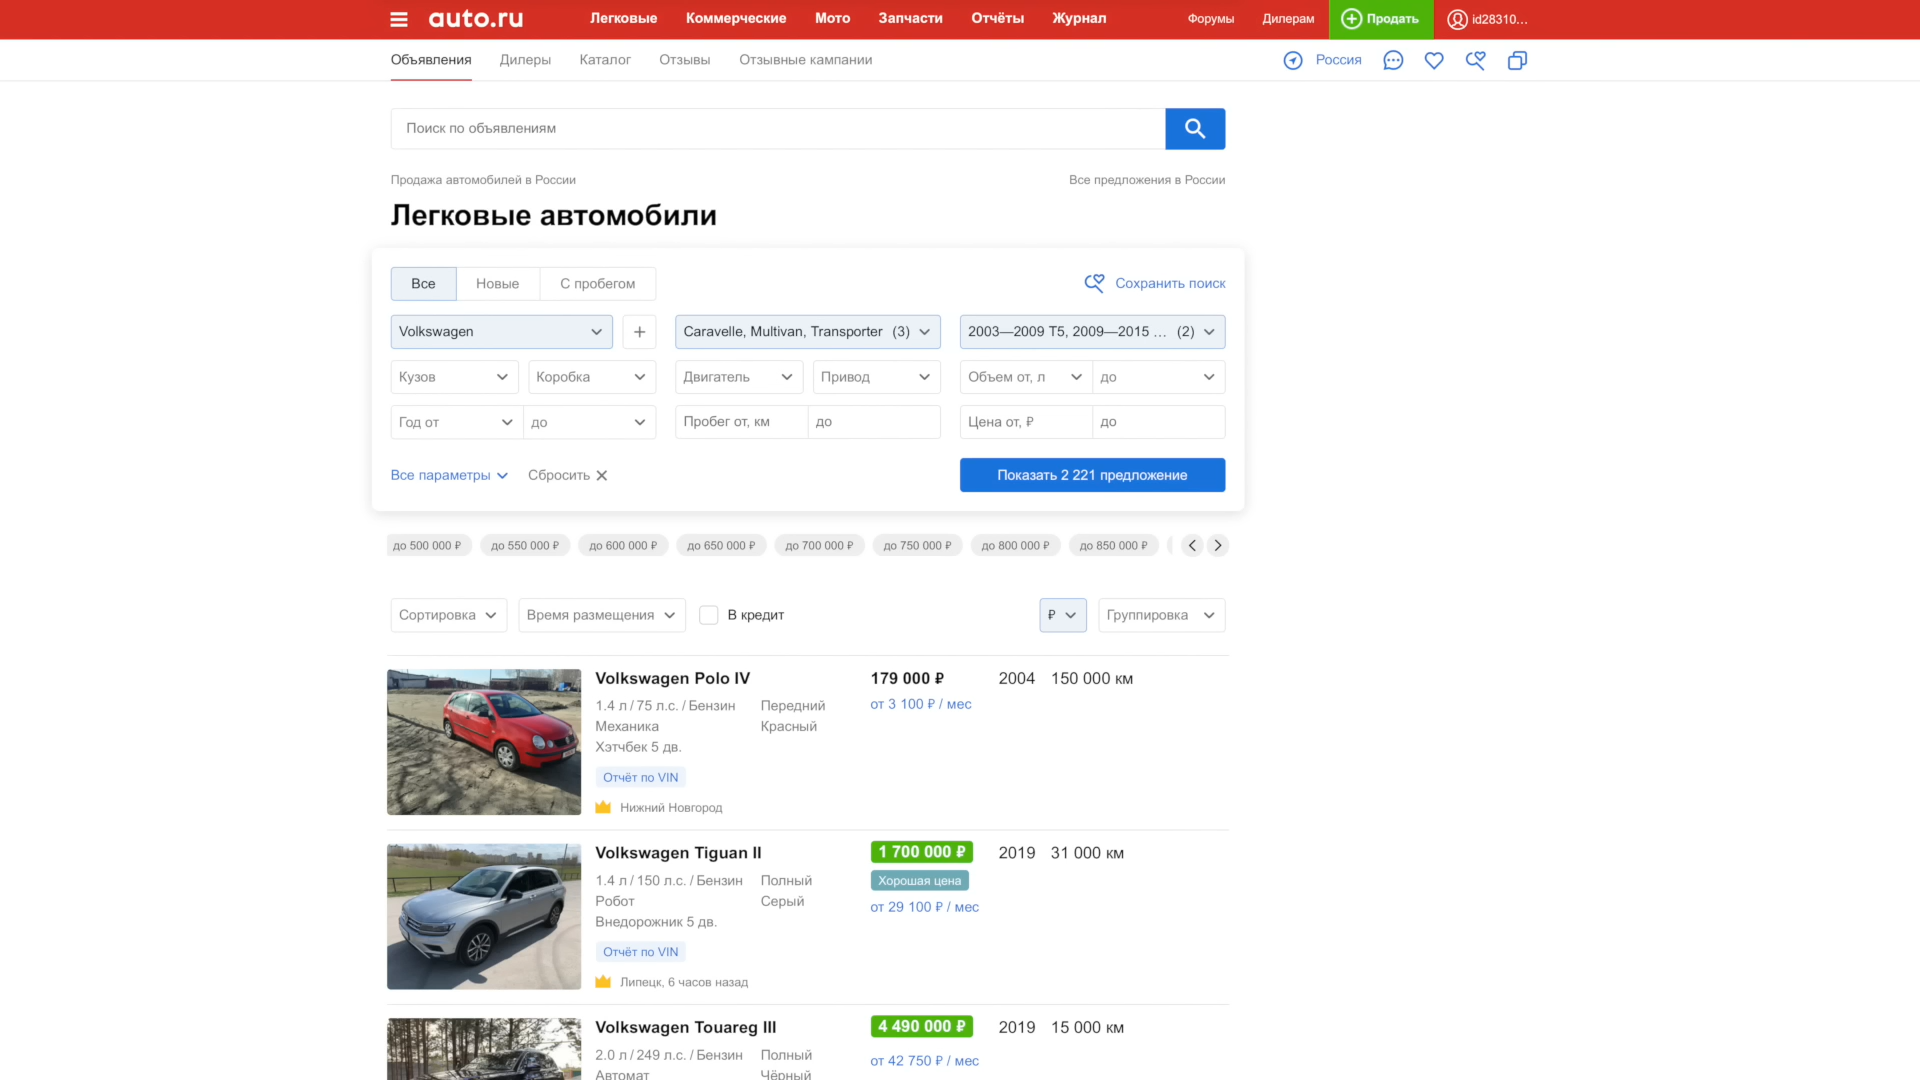 auto.ru Легковые Коммерческие Мото Запчасти Отчёты Журнал Форумы Дилерам Продать id28310...
Объявления Дилеры Каталог Отзывы Отзывные кампании Россия
Поиск по объявлениям
Продажа автомобилей в России Все предложения в России
Легковые автомобили
Все Новые С пробегом Сохранить поиск
Volkswagen Caravelle, Multivan, Transporter (3) 2003—2009 T5, 2009—2015 ... (2)
Кузов Коробка Двигатель Привод Объем от, л до
Год от до Пробег от, км до Цена от, ₽ до
Все параметры Сбросить Показать 2 221 предложение
до 500 000 ₽ до 550 000 ₽ до 600 000 ₽ до 650 000 ₽ до 700 000 ₽ до 750 000 ₽ до 800 000 ₽ до 850 000 ₽
Сортировка Время размещения В кредит ₽ Группировка
Volkswagen Polo IV 179 000 ₽ 2004 150 000 км
1.4 л / 75 л.с. / Бензин Передний от 3 100 ₽ / мес
Механика Красный
Хэтчбек 5 дв.
Отчёт по VIN
Нижний Новгород
Volkswagen Tiguan II 1 700 000 ₽ 2019 31 000 км
1.4 л / 150 л.с. / Бензин Полный Хорошая цена
Робот Серый от 29 100 ₽ / мес
Внедорожник 5 дв.
Отчёт по VIN
Липецк, 6 часов назад
Volkswagen Touareg III 4 490 000 ₽ 2019 15 000 км
2.0 л / 249 л.с. / Бензин Полный от 42 750 ₽ / мес
Автомат Чёрный